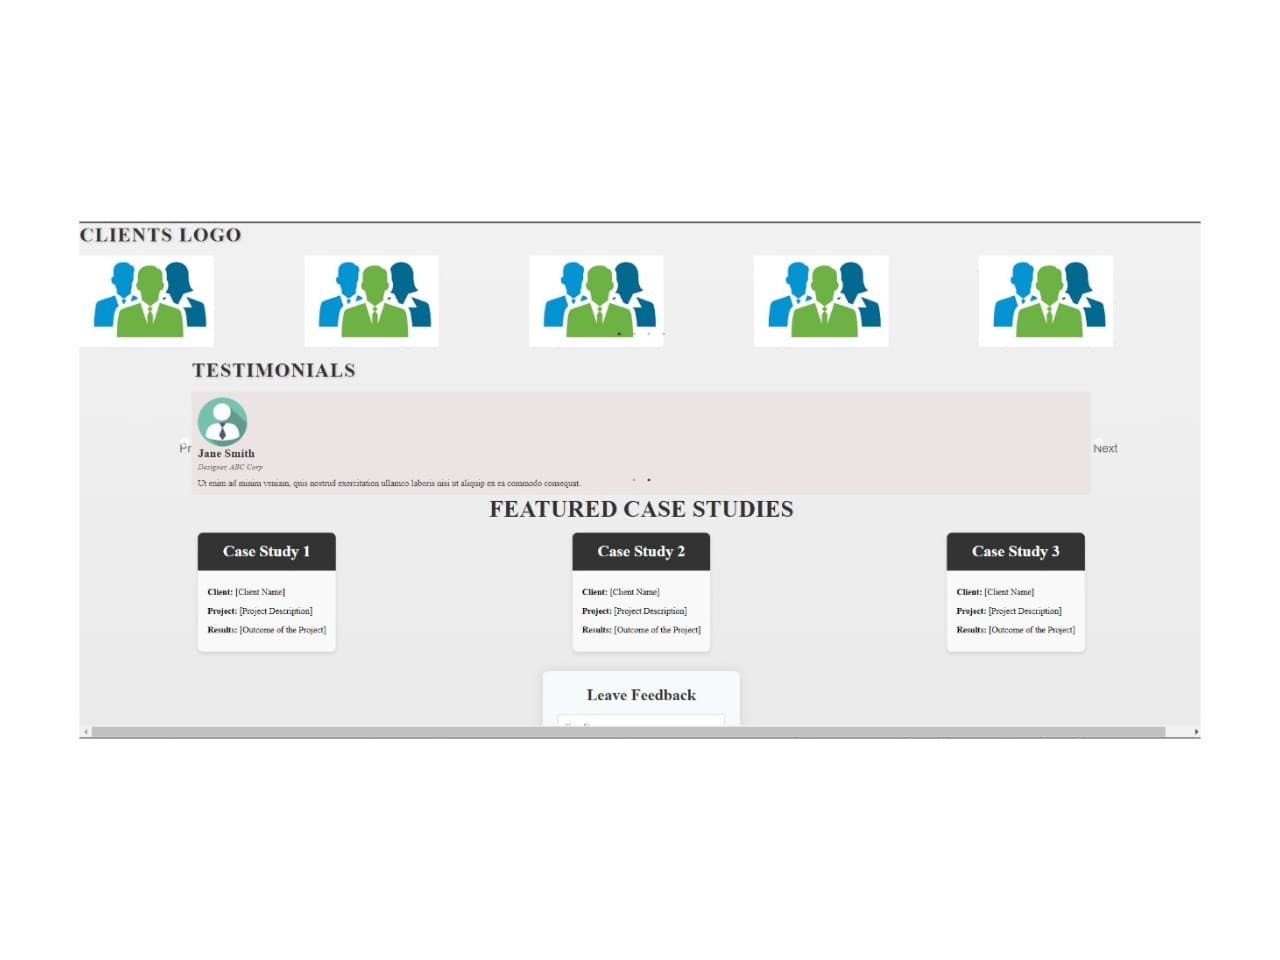 CLIENTS LOGO
TESTIMONIALS
Pr
Next
Jane Smith
Designer, ABC Corp
Ut enim ad minim veniam, quis nostrud exercitation ullamco laboris nisi ut aliquip ex ea commodo consequat.
FEATURED CASE STUDIES
Case Study 1
Client: [Client Name]
Project: [Project Description]
Results: [Outcome of the Project]
Case Study 2
Client: [Client Name]
Project: [Project Description]
Results: [Outcome of the Project]
Case Study 3
Client: [Client Name]
Project: [Project Description]
Results: [Outcome of the Project]
Leave Feedback